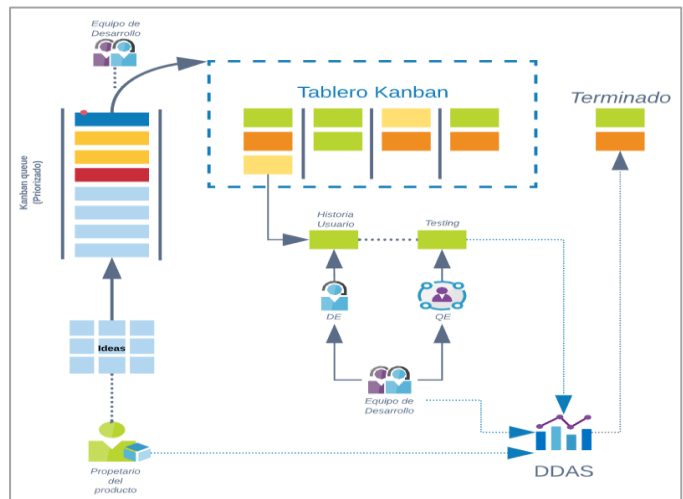 Equipo de
Desarrollo
Tablero Kanban
Terminado
Kanban queue
(Priorizado)
Historia
Usuario
Testing
DE
QE
Ideas
Equipo de
Desarrollo
Propetario
del
producto
DDAS